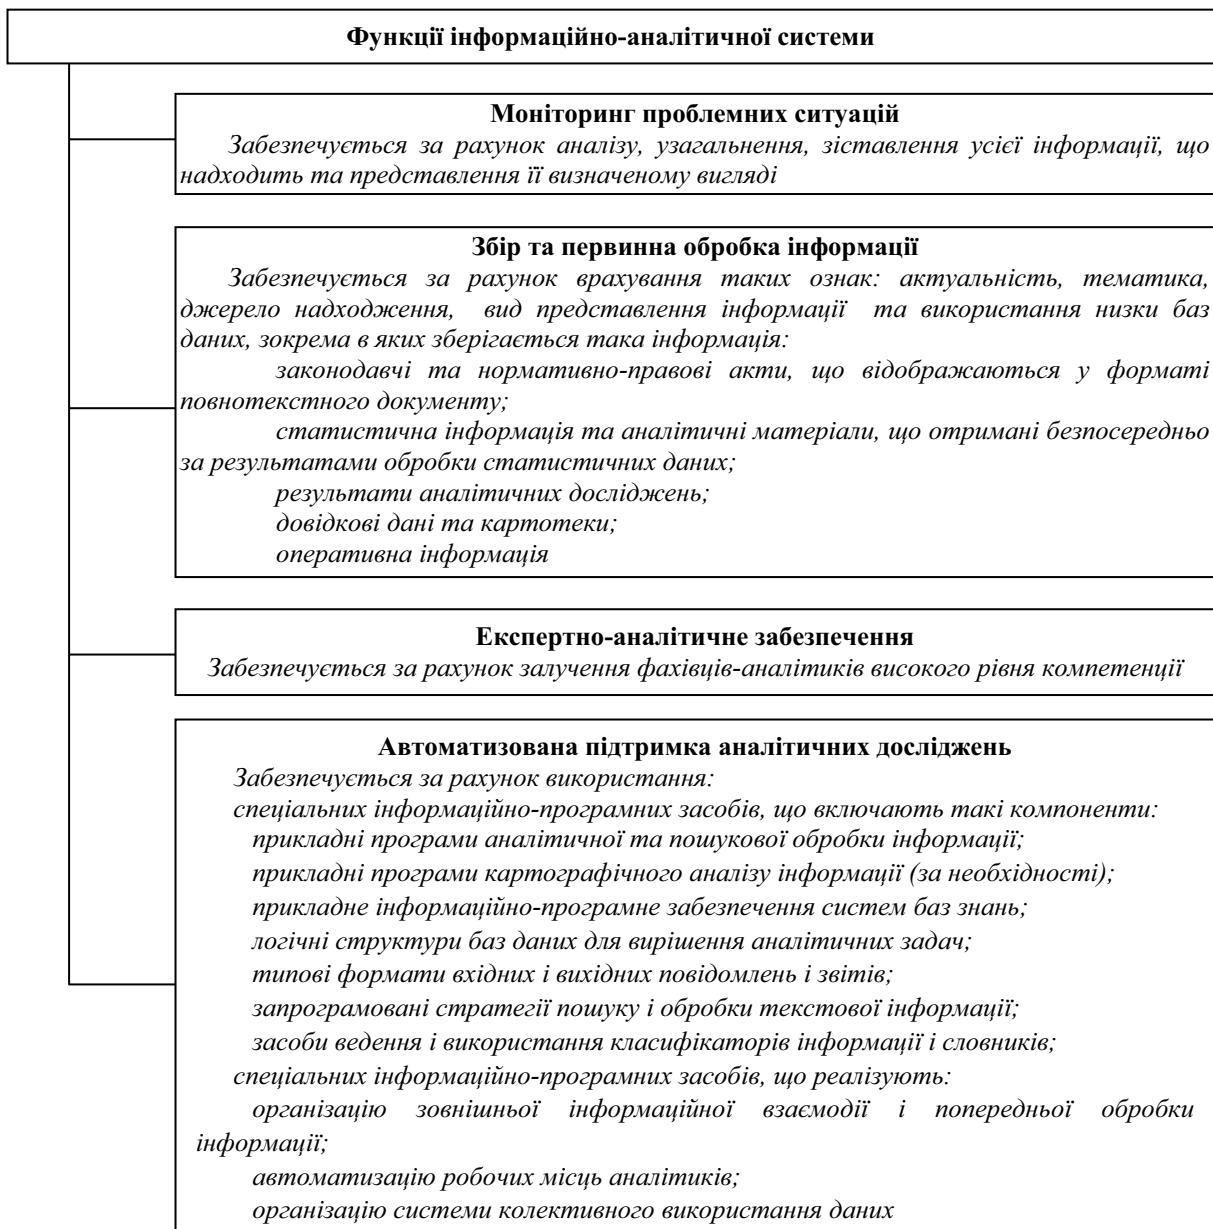 Функції інформаційно-аналітичної системи
Моніторинг проблемних ситуацій
Забезпечується за рахунок аналізу, узагальнення, зіставлення усієї інформації, що
надходить та представлення її визначеному вигляді
Збір та первинна обробка інформації
Забезпечується за рахунок врахування таких ознак: актуальність, тематика,
джерело надходження, вид представлення інформації та використання низки баз
даних, зокрема в яких зберігається така інформація:
законодавчі та нормативно-правові акти, що відображаються у форматі
повнотекстного документу;
статистична інформація та аналітичні матеріали, що отримані безпосередньо
за результатами обробки статистичних даних;
результати аналітичних досліджень;
довідкові дані та картотеки;
оперативна інформація
Експертно-аналітичне забезпечення
Забезпечується за рахунок залучення фахівців-аналітиків високого рівня компетенції
Автоматизована підтримка аналітичних досліджень
Забезпечується за рахунок використання:
спеціальних інформаційно-програмних засобів, що включають такі компоненти:
прикладні програми аналітичної та пошукової обробки інформації;
прикладні програми картографічного аналізу інформації (за необхідності);
прикладне інформаційно-програмне забезпечення систем баз знань;
логічні структури баз даних для вирішення аналітичних задач;
типові формати вхідних і вихідних повідомлень і звітів;
запрограмовані стратегії пошуку і обробки текстової інформації;
засоби ведення і використання класифікаторів інформації і словників;
спеціальних інформаційно-програмних засобів, що реалізують:
організацію зовнішньої інформаційної взаємодії і попередньої обробки
інформації;
автоматизацію робочих місць аналітиків;
організацію системи колективного використання даних